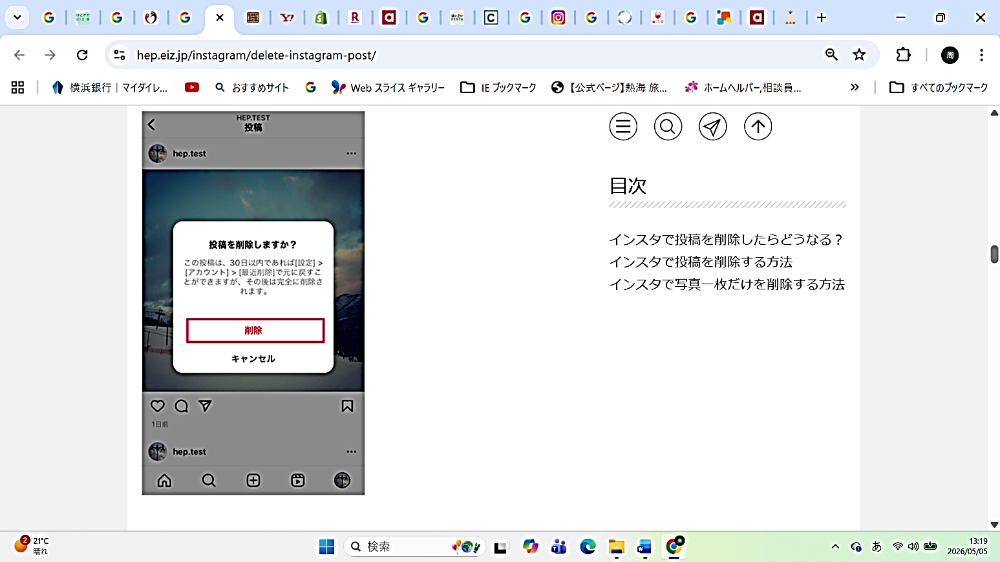 hep.eiz.jp/instagram/delete-instagram-post/
周
横浜銀行｜マイダイレ...
おすすめサイト
Web スライス ギャラリー
IE ブックマーク
【公式ページ】熱海 旅...
ホームヘルパー,相談員...
すべてのブックマーク
HEP.TEST
投稿
hep.test
投稿を削除しますか？
この投稿は、30日以内であれば[設定] >
[アカウント] > [最近削除]で元に戻すこ
とができますが、その後は完全に削除さ
れます。
削除
キャンセル
1日前
hep.test
目次
インスタで投稿を削除したらどうなる？
インスタで投稿を削除する方法
インスタで写真一枚だけを削除する方法
2
21°C
晴れ
検索
あ
13:19
2026/05/05